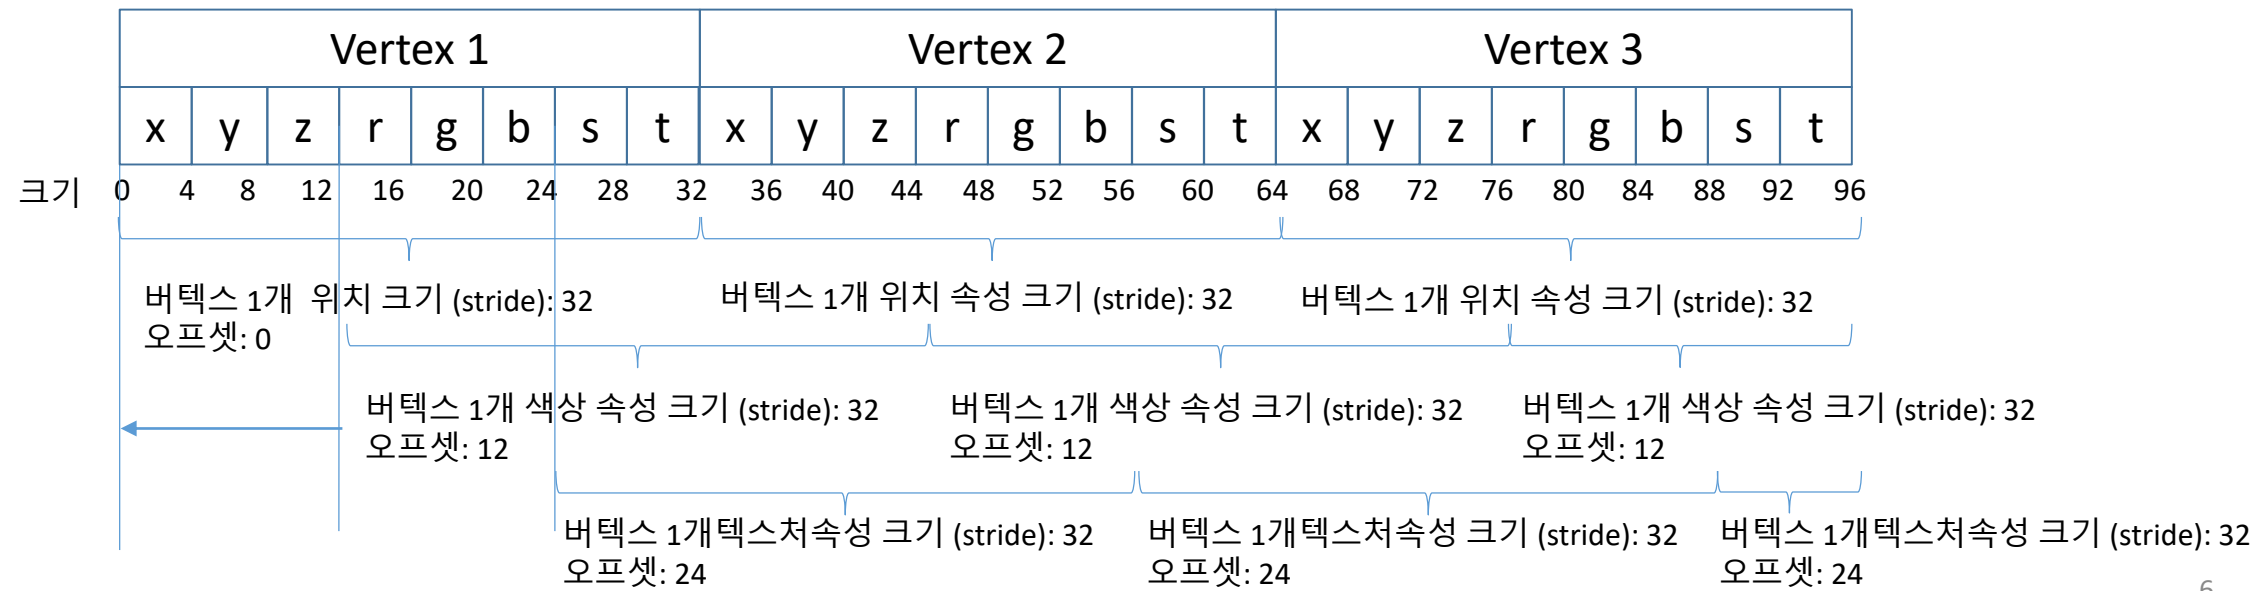 Vertex 1 Vertex 2 Vertex 3
x y z r g b s t x y z r g b s t x y z r g b s t
크기 0 4 8 12 16 20 24 28 32 36 40 44 48 52 56 60 64 68 72 76 80 84 88 92 96
버텍스 1개 위치 크기 (stride): 32
오프셋: 0
버텍스 1개 위치 속성 크기 (stride): 32
버텍스 1개 위치 속성 크기 (stride): 32
버텍스 1개 색상 속성 크기 (stride): 32
오프셋: 12
버텍스 1개 색상 속성 크기 (stride): 32
오프셋: 12
버텍스 1개 색상 속성 크기 (stride): 32
오프셋: 12
버텍스 1개텍스처속성 크기 (stride): 32
오프셋: 24
버텍스 1개텍스처속성 크기 (stride): 32
오프셋: 24
버텍스 1개텍스처속성 크기 (stride): 32
오프셋: 24
6